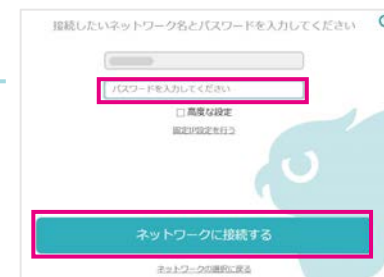 接続したいネットワーク名とパスワードを入力してください
パスワードを入力してください
高度な設定
固定IP設定を行う
ネットワークに接続する
ネットワークの選択に戻る